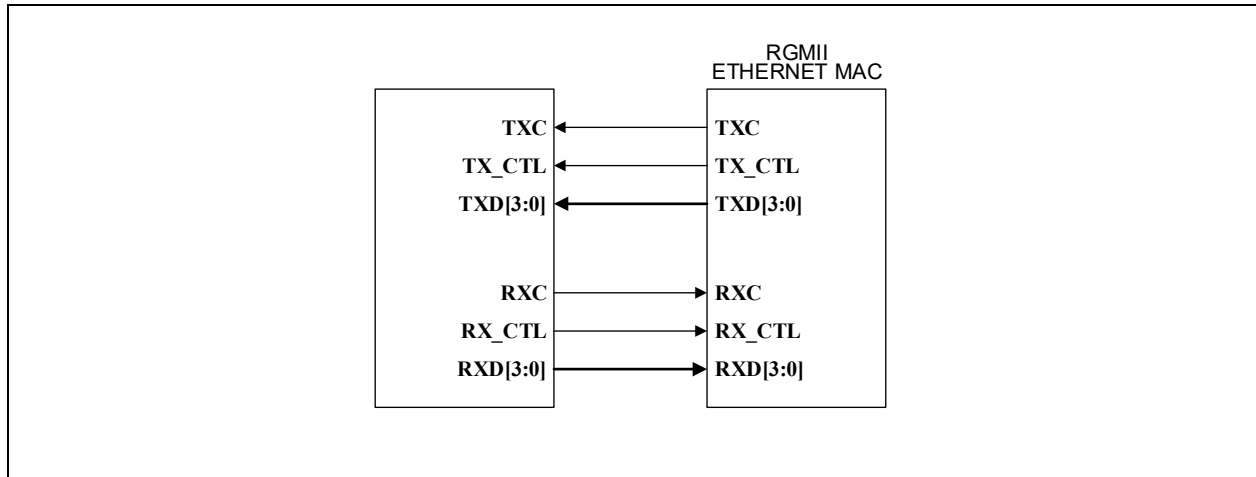 RGMII
ETHERNET MAC
TXC TXC
TX_CTL TX_CTL
TXD[3:0] TXD[3:0]
RXC RXC
RX_CTL RX_CTL
RXD[3:0] RXD[3:0]